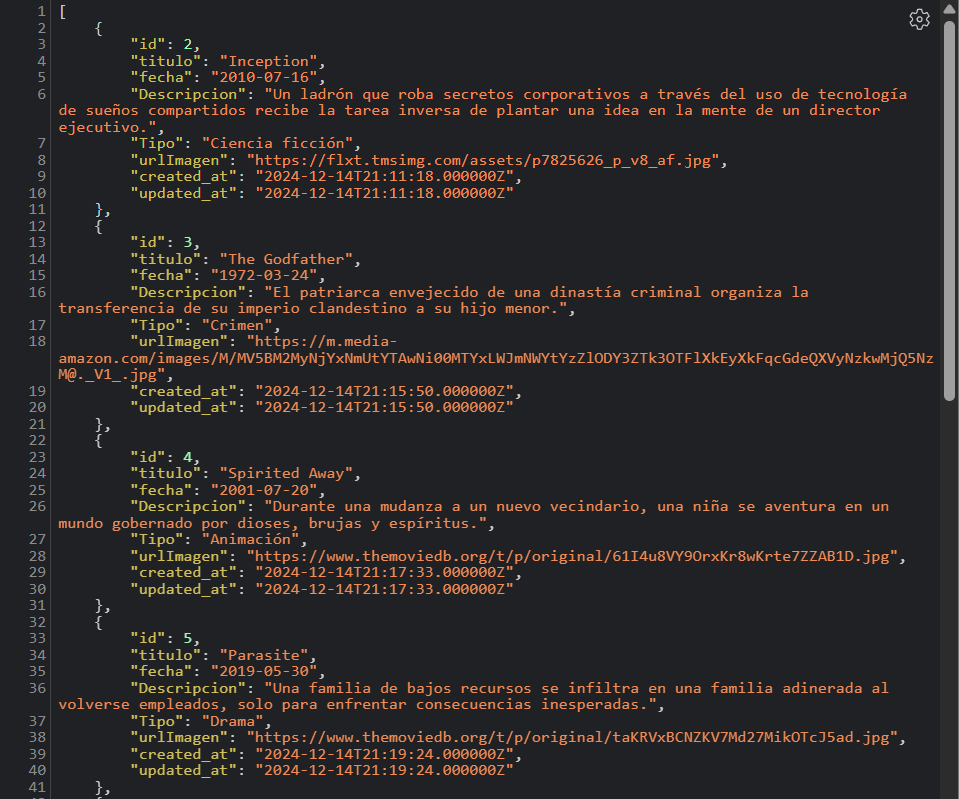 1 [
2     {
3         "id": 2,
4         "titulo": "Inception",
5         "fecha": "2010-07-16",
6         "Descripcion": "Un ladrón que roba secretos corporativos a través del uso de tecnología
de sueños compartidos recibe la tarea inversa de plantar una idea en la mente de un director
ejecutivo.",
7         "Tipo": "Ciencia ficción",
8         "urlImagen": "https://flxt.tmsimg.com/assets/p7825626_p_v8_af.jpg",
9         "created_at": "2024-12-14T21:11:18.000000Z",
10         "updated_at": "2024-12-14T21:11:18.000000Z"
11     },
12     {
13         "id": 3,
14         "titulo": "The Godfather",
15         "fecha": "1972-03-24",
16         "Descripcion": "El patriarca envejecido de una dinastía criminal organiza la
transferencia de su imperio clandestino a su hijo menor.",
17         "Tipo": "Crimen",
18         "urlImagen": "https://m.media-
amazon.com/images/M/MV5BM2MyNjYxNmUtYTAwNi00MTYxLWJmNWYtYzZlODY3ZTk3OTFlXkEyXkFqcGdeQXVyNzkwMjQ5Nz
M@._V1_.jpg",
19         "created_at": "2024-12-14T21:15:50.000000Z",
20         "updated_at": "2024-12-14T21:15:50.000000Z"
21     },
22     {
23         "id": 4,
24         "titulo": "Spirited Away",
25         "fecha": "2001-07-20",
26         "Descripcion": "Durante una mudanza a un nuevo vecindario, una niña se aventura en un
mundo gobernado por dioses, brujas y espíritus.",
27         "Tipo": "Animación",
28         "urlImagen": "https://www.themoviedb.org/t/p/original/61I4u8VY9OrxKr8wKrte7ZZAB1D.jpg",
29         "created_at": "2024-12-14T21:17:33.000000Z",
30         "updated_at": "2024-12-14T21:17:33.000000Z"
31     },
32     {
33         "id": 5,
34         "titulo": "Parasite",
35         "fecha": "2019-05-30",
36         "Descripcion": "Una familia de bajos recursos se infiltra en una familia adinerada al
volverse empleados, solo para enfrentar consecuencias inesperadas.",
37         "Tipo": "Drama",
38         "urlImagen": "https://www.themoviedb.org/t/p/original/taKRVxBCNZKV7Md27MikOTcJ5ad.jpg",
39         "created_at": "2024-12-14T21:19:24.000000Z",
40         "updated_at": "2024-12-14T21:19:24.000000Z"
41     },